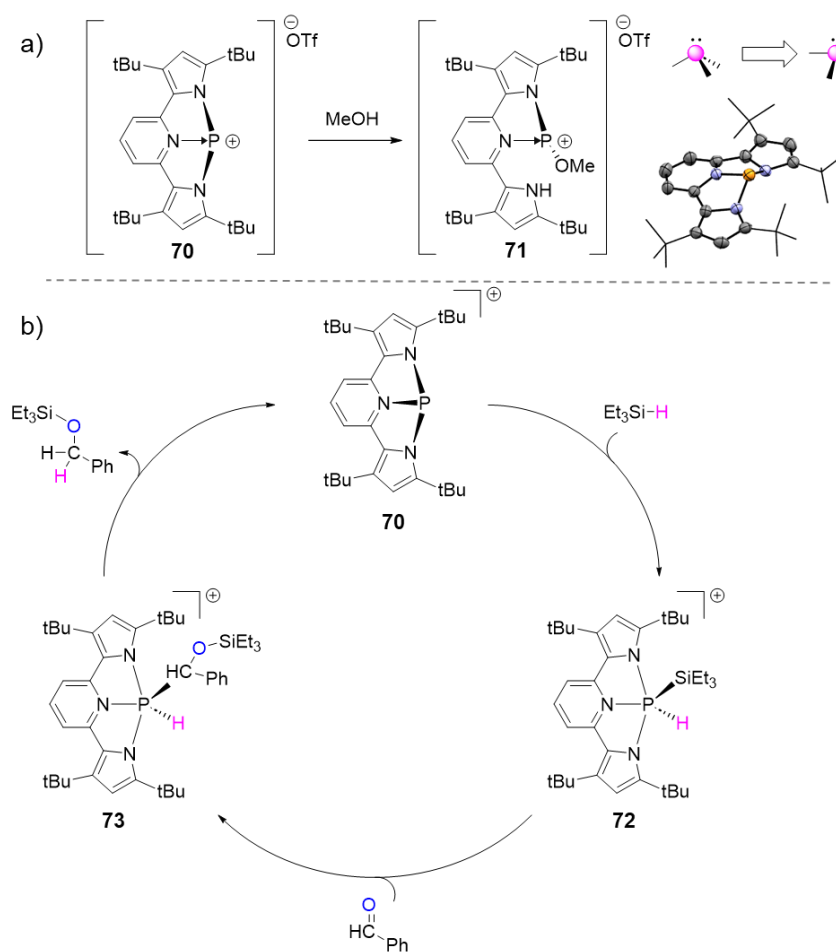 a)
tBu
tBu
N
N
P
⊕
N
tBu
tBu
⊖
OTf
70
MeOH
tBu
tBu
N
N
P
⊕
OMe
NH
tBu
tBu
⊖
OTf
71
b)
tBu
tBu
N
N
P
N
tBu
tBu
⊕
70
Et3Si-H
tBu
tBu
N
SiEt3
N
P
H
N
tBu
tBu
⊕
72
O
HC
Ph
tBu
tBu
N
O
SiEt3
HC
Ph
N
P
H
N
tBu
tBu
⊕
73
Et3Si
O
H
C
Ph
H